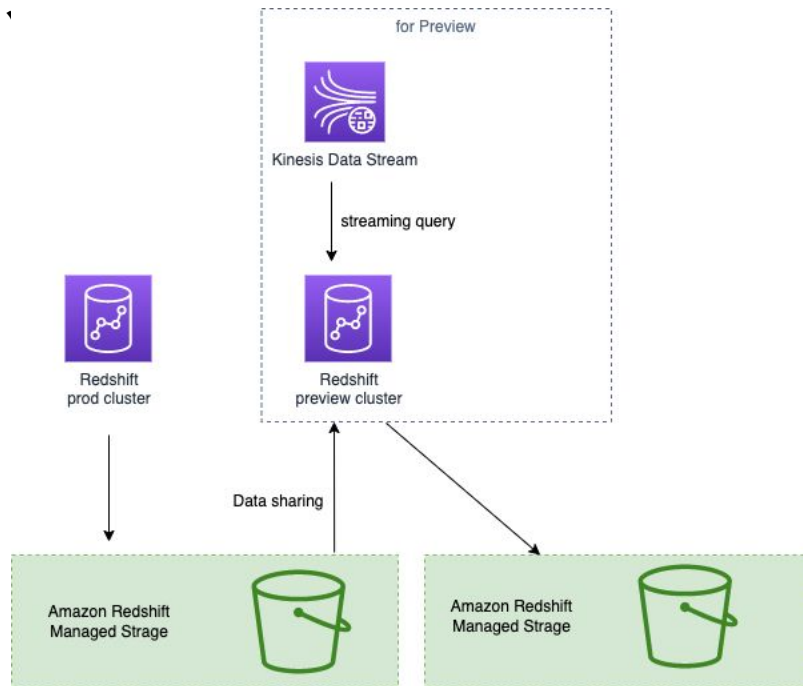 for Preview
Kinesis Data Stream
streaming query
Redshift
prod cluster
Redshift
preview cluster
Data sharing
Amazon Redshift
Managed Strage
Amazon Redshift
Managed Strage